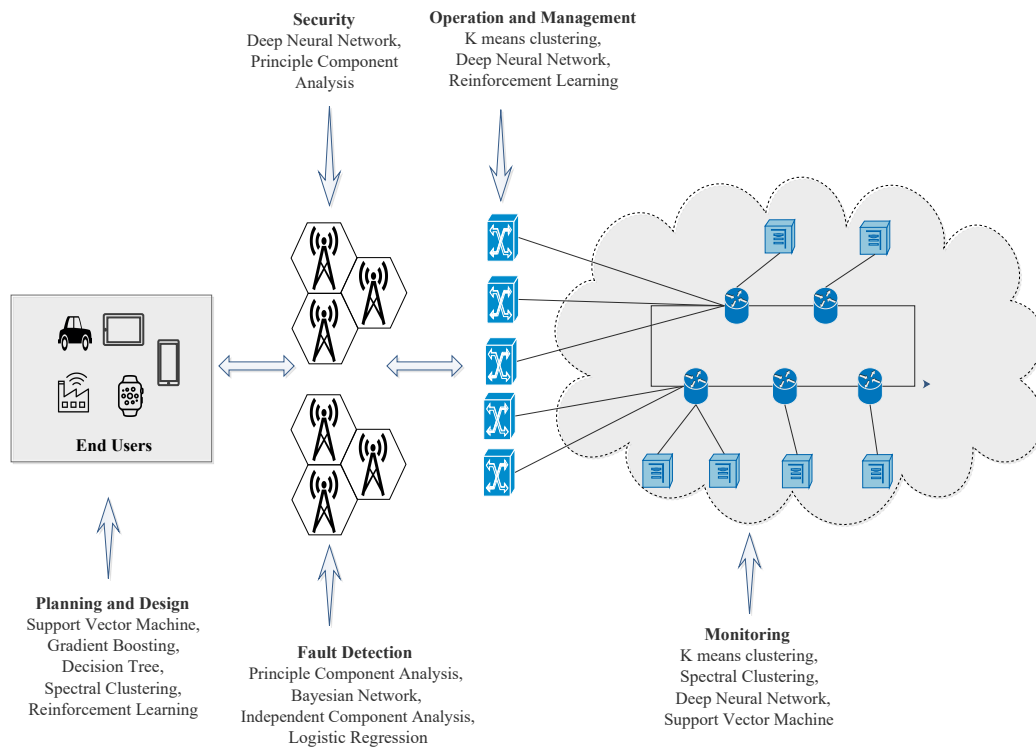 Security
Deep Neural Network,
Principle Component
Analysis
Operation and Management
K means clustering,
Deep Neural Network,
Reinforcement Learning
End Users
Planning and Design
Support Vector Machine,
Gradient Boosting,
Decision Tree,
Spectral Clustering,
Reinforcement Learning
Fault Detection
Principle Component Analysis,
Bayesian Network,
Independent Component Analysis,
Logistic Regression
Monitoring
K means clustering,
Spectral Clustering,
Deep Neural Network,
Support Vector Machine